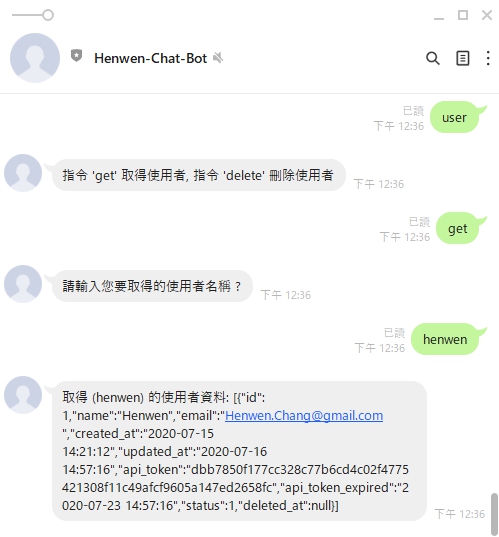 Henwen-Chat-Bot
已讀
下午 12:36
user
指令 'get' 取得使用者, 指令 'delete' 刪除使用者
下午 12:36
已讀
下午 12:36
get
請輸入您要取得的使用者名稱 ?
下午 12:36
已讀
下午 12:36
henwen
取得 (henwen) 的使用者資料: [{"id":
1,"name":"Henwen","email":"Henwen.Chang@gmail.com
","created_at":"2020-07-15
14:21:12","updated_at":"2020-07-16
14:57:16","api_token":"dbb7850f177cc328c77b6cd4c02f4775
421308f11c49afcf9605a147ed2658fc","api_token_expired":"2
020-07-23 14:57:16","status":1,"deleted_at":null}]
下午 12:36